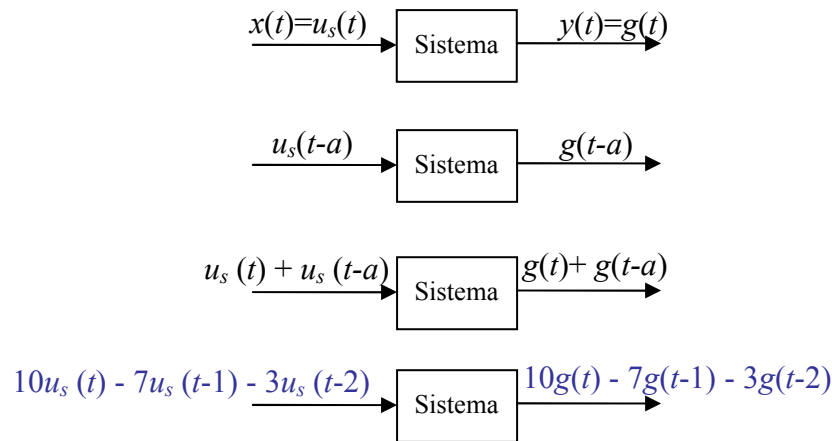 x(t)=uₛ(t) Sistema y(t)=g(t)
uₛ(t-a) Sistema g(t-a)
uₛ (t) + uₛ (t-a) Sistema g(t)+ g(t-a)
10uₛ (t) - 7uₛ (t-1) - 3uₛ (t-2) Sistema 10g(t) - 7g(t-1) - 3g(t-2)